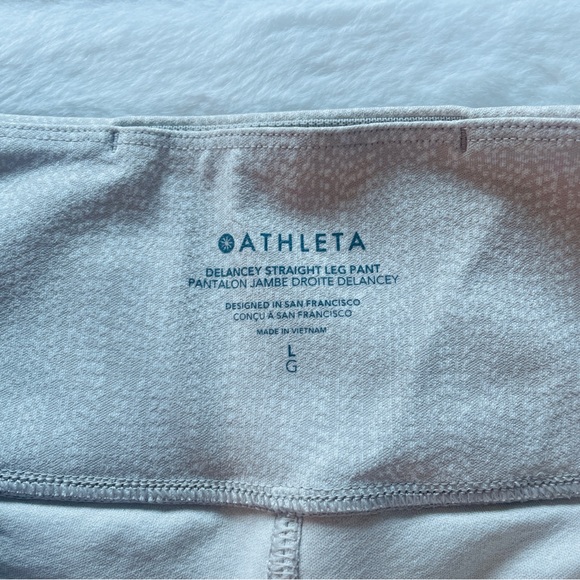 ATHLETA
DELANCEY STRAIGHT LEG PANT
PANTALON JAMBE DROITE DELANCEY
DESIGNED IN SAN FRANCISCO
CONÇU À SAN FRANCISCO
MADE IN VIETNAM
L
G